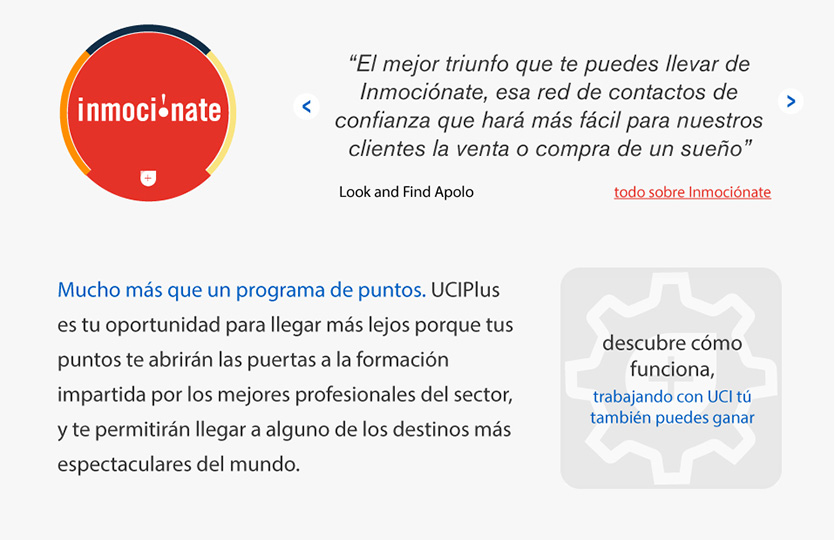 inmoci!nate
“El mejor triunfo que te puedes llevar de
Inmociónate, esa red de contactos de
confianza que hará más fácil para nuestros
clientes la venta o compra de un sueño”
Look and Find Apolo
todo sobre Inmociónate
Mucho más que un programa de puntos. UCIPlus
es tu oportunidad para llegar más lejos porque tus
puntos te abrirán las puertas a la formación
impartida por los mejores profesionales del sector,
y te permitirán llegar a alguno de los destinos más
espectaculares del mundo.
descubre cómo
funciona,
trabajando con UCI tú
también puedes ganar